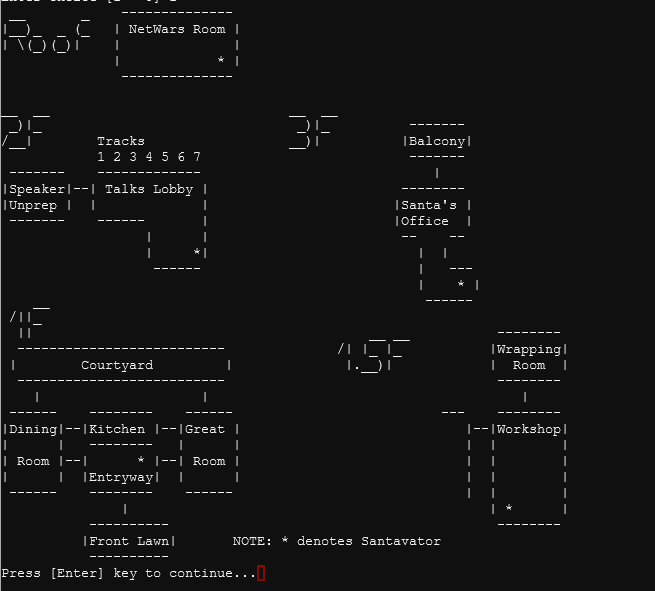 NetWars Room
*
Tracks
1 2 3 4 5 6 7
Balcony
Speaker Talks Lobby
Unprep
Santa's
Office
*
*
Courtyard
Wrapping
Room
Dining Kitchen Great
Workshop
Room * Room
Entryway
*
Front Lawn NOTE: * denotes Santavator
Press [Enter] key to continue...